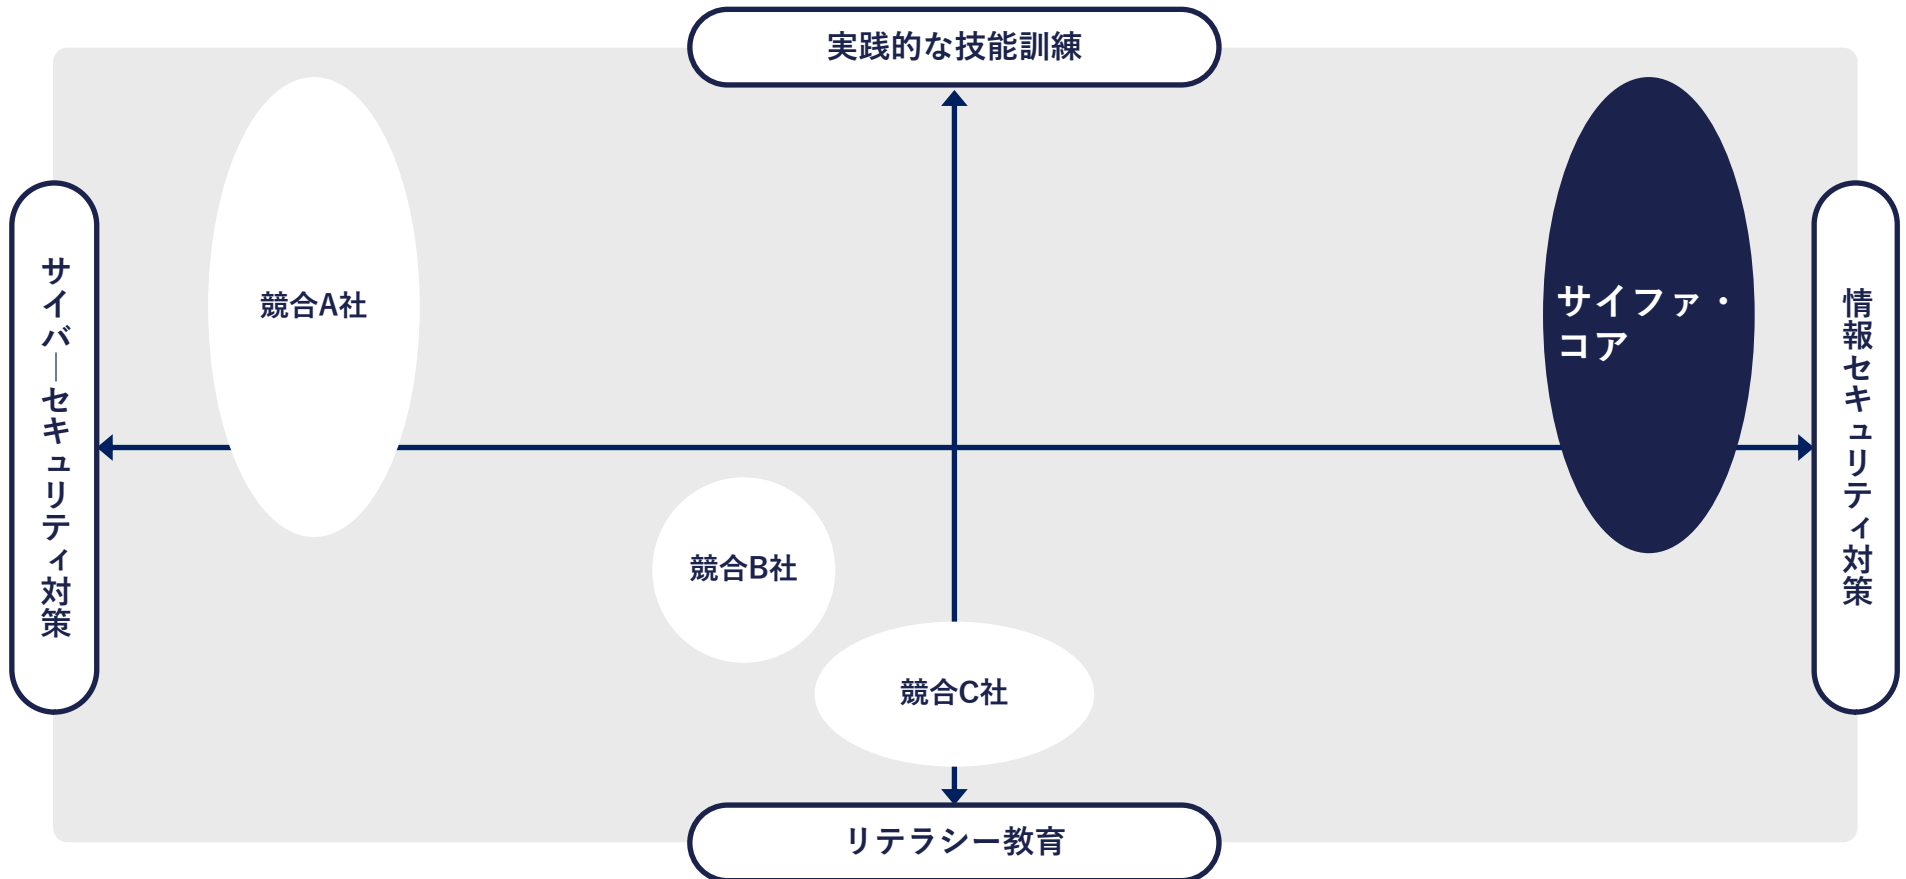 実践的な技能訓練
サイバーセキュリティ対策
競合A社
サイファ・
コア
情報セキュリティ対策
競合B社
競合C社
リテラシー教育